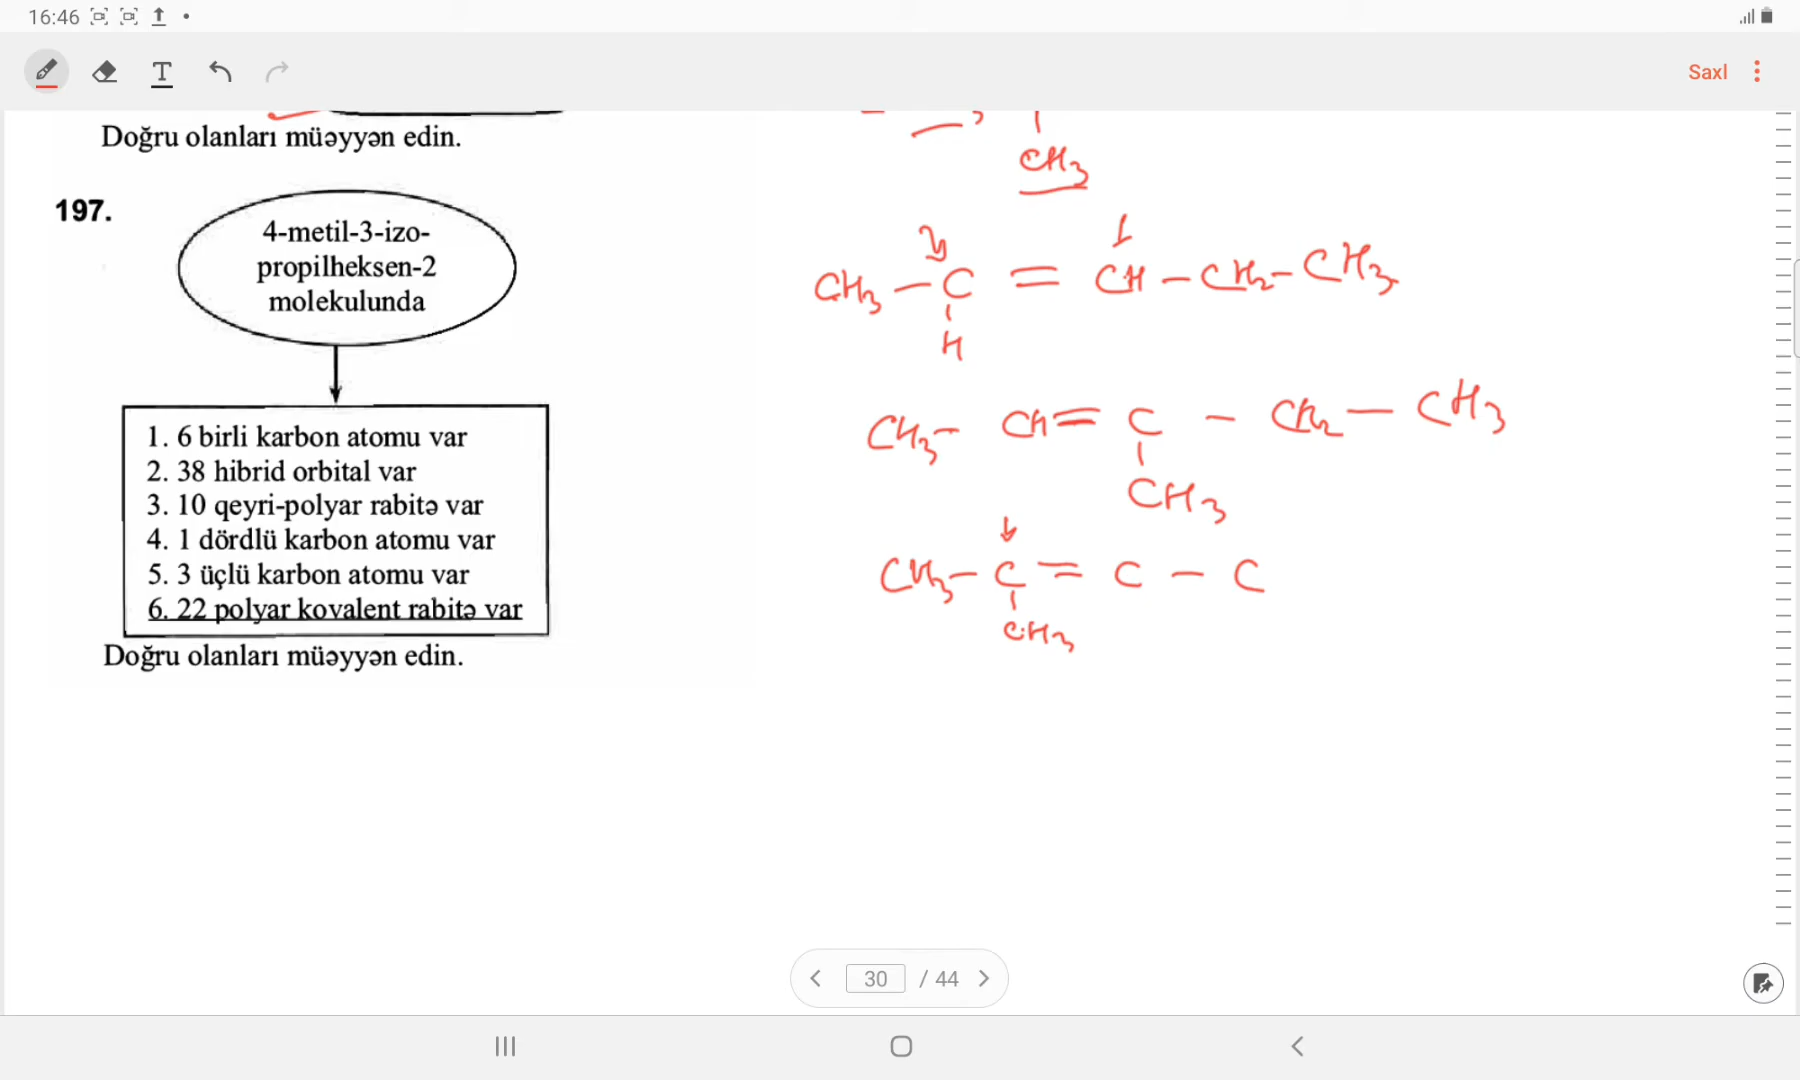 16:46
Saxl
Doğru olanları müəyyən edin.
197.
4-metil-3-izo-
propilheksen-2
molekulunda
1. 6 birli karbon atomu var
2. 38 hibrid orbital var
3. 10 qeyri-polyar rabitə var
4. 1 dördlü karbon atomu var
5. 3 üçlü karbon atomu var
6. 22 polyar kovalent rabitə var
Doğru olanları müəyyən edin.
CH3
CH3 - C = CH - CH2 - CH3
H
CH3 - CH = C - CH2 - CH3
CH3
CH3 - C = C - C
CH3
30 / 44